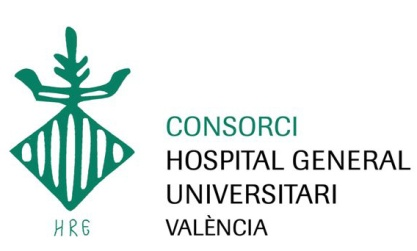 CONSORCI
HOSPITAL GENERAL
UNIVERSITARI
VALÈNCIA
HRG